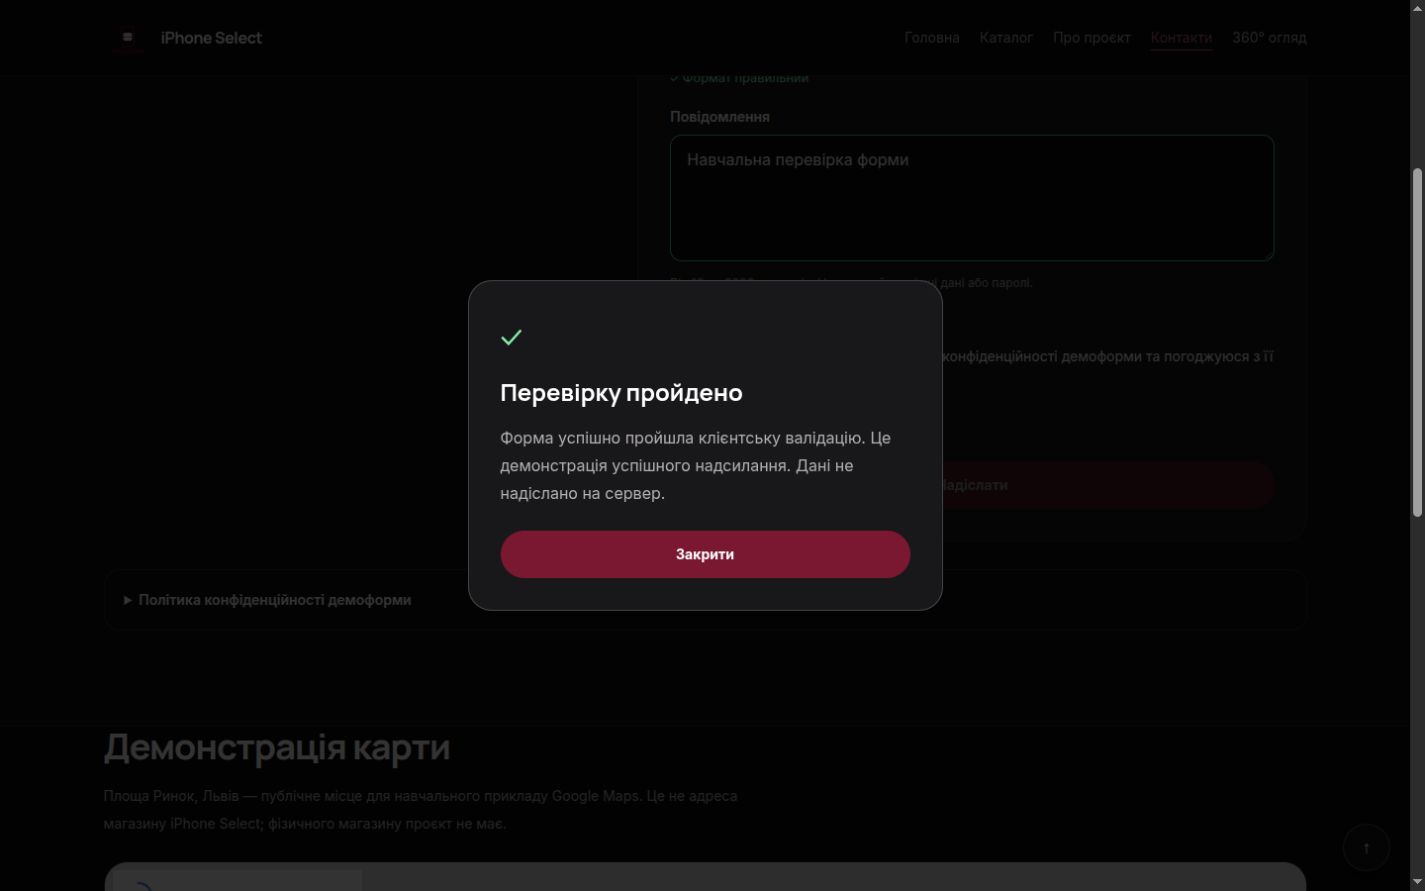 iPhone Select
Головна Каталог Про проєкт Контакти 360° огляд
✓ Формат правильний
Повідомлення
Навчальна перевірка форми
дані або паролі.
конфіденційності демоформи та погоджуюся з її
Перевірку пройдено
Форма успішно пройшла клієнтську валідацію. Це
демонстрація успішного надсилання. Дані не
надіслано на сервер.
Надіслати
Закрити
▶ Політика конфіденційності демоформи
Демонстрація карти
Площа Ринок, Львів — публічне місце для навчального прикладу Google Maps. Це не адреса
магазину iPhone Select; фізичного магазину проєкт не має.
↑